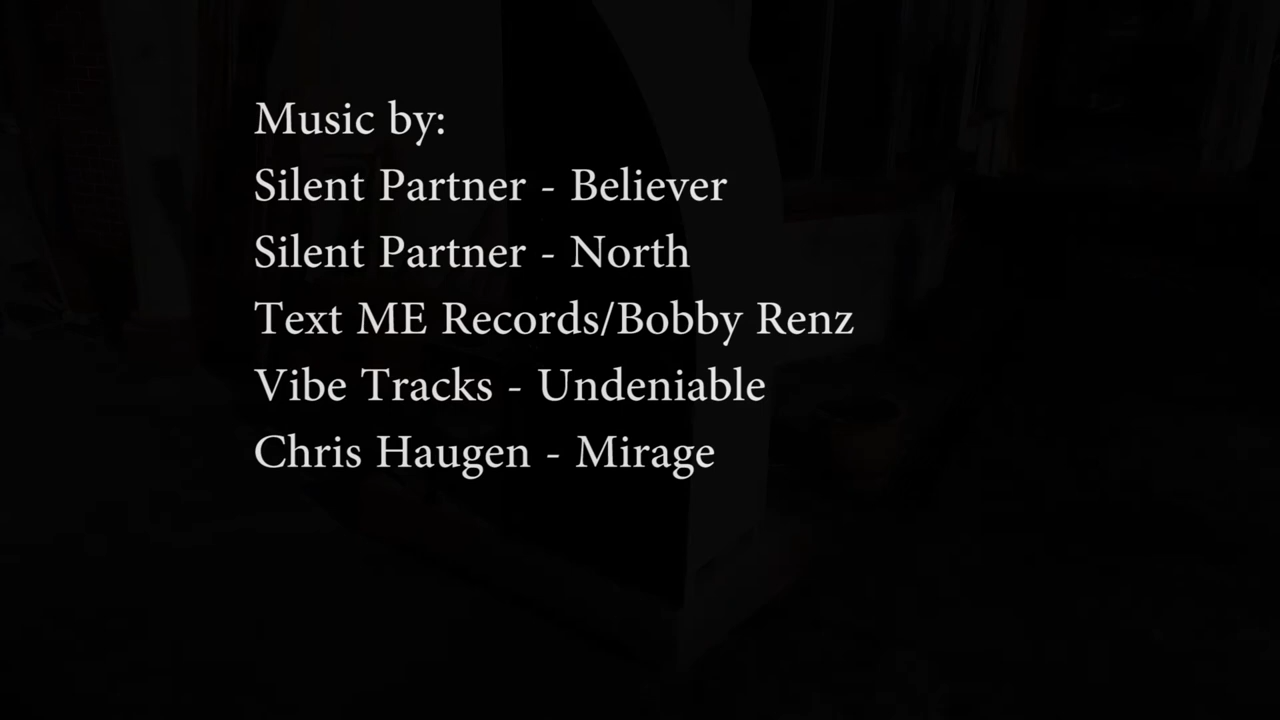 Music by:
Silent Partner - Believer
Silent Partner - North
Text ME Records/Bobby Renz
Vibe Tracks - Undeniable
Chris Haugen - Mirage